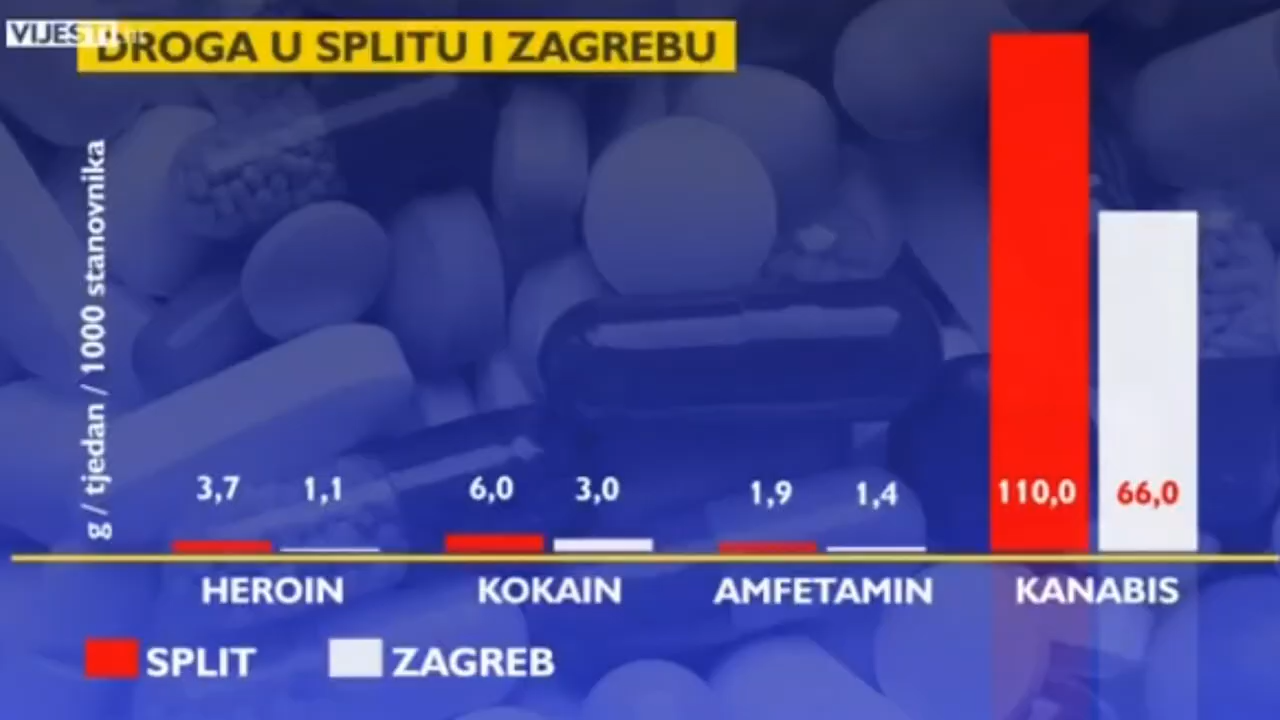 VIJESTI.hr
DROGA U SPLITU I ZAGREBU
g / tjedan / 1000 stanovnika
3,7 1,1 6,0 3,0 1,9 1,4 110,0 66,0
HEROIN KOKAIN AMFETAMIN KANABIS
SPLIT ZAGREB